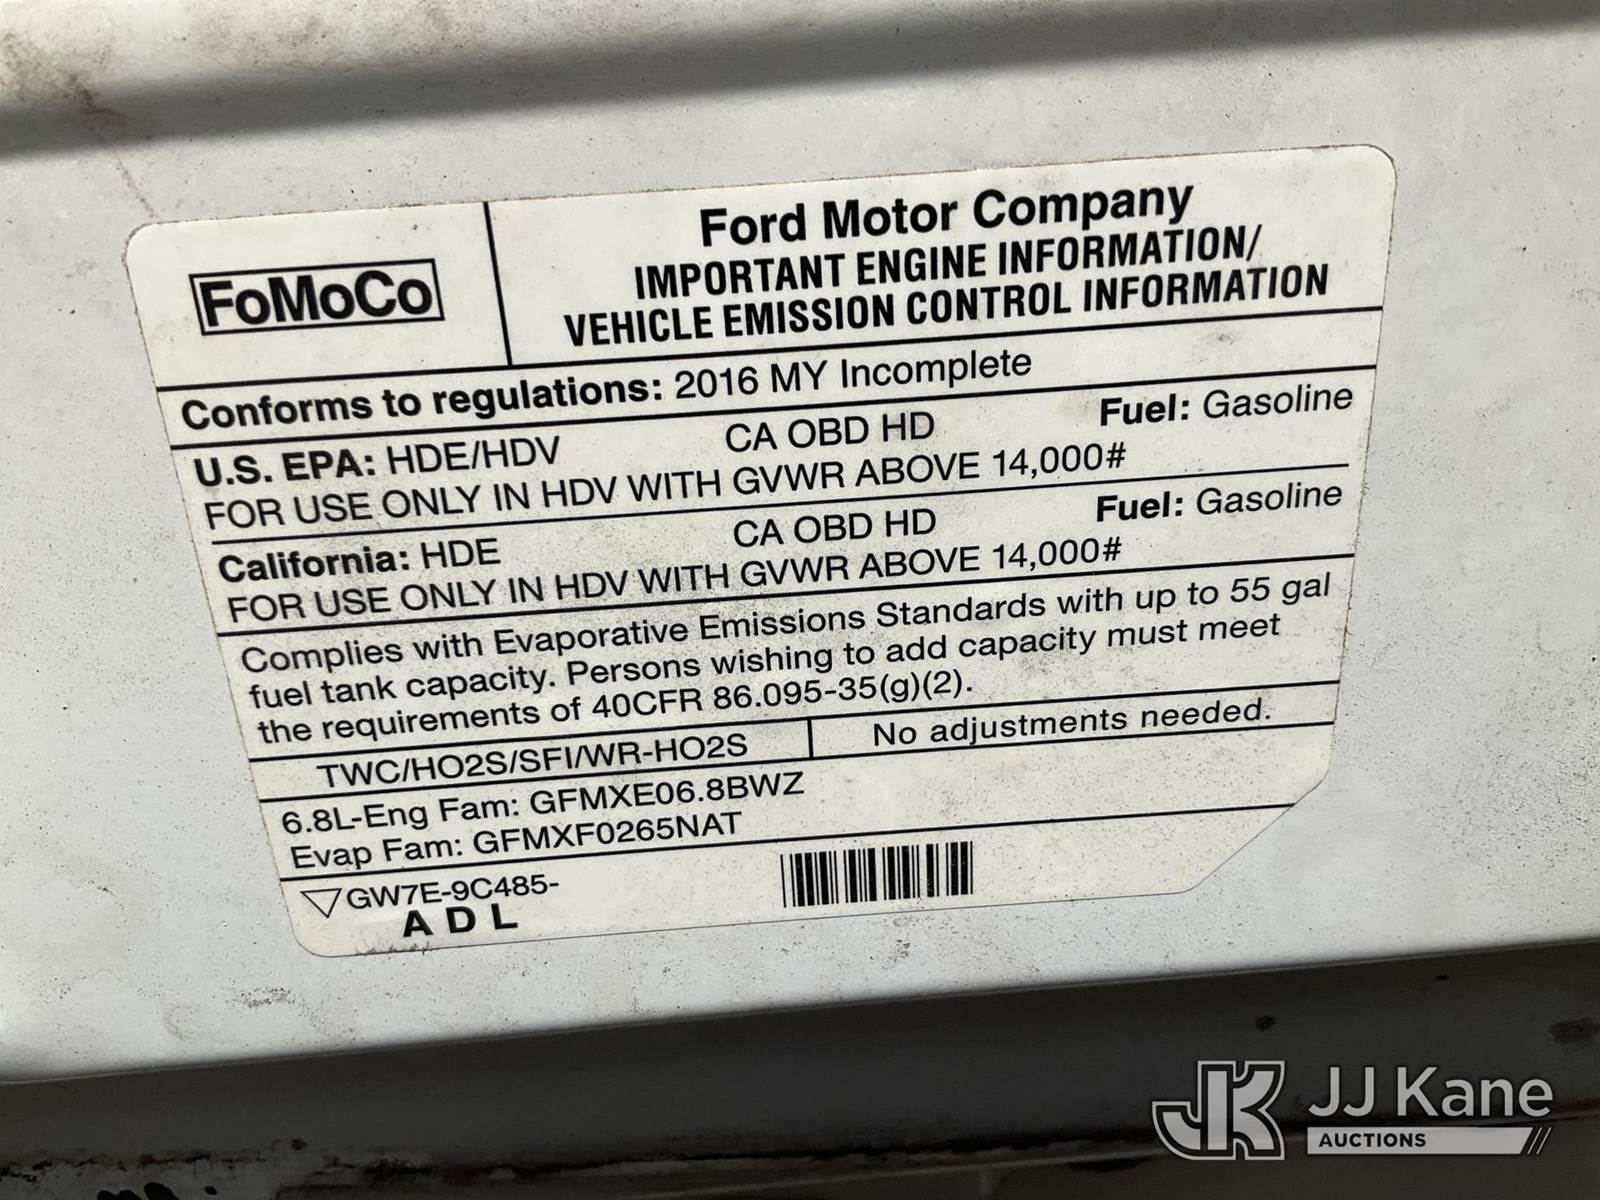 FoMoCo
Ford Motor Company
IMPORTANT ENGINE INFORMATION/
VEHICLE EMISSION CONTROL INFORMATION
Conforms to regulations: 2016 MY Incomplete
U.S. EPA: HDE/HDV CA OBD HD Fuel: Gasoline
FOR USE ONLY IN HDV WITH GVWR ABOVE 14,000#
California: HDE CA OBD HD Fuel: Gasoline
FOR USE ONLY IN HDV WITH GVWR ABOVE 14,000#
Complies with Evaporative Emissions Standards with up to 55 gal
fuel tank capacity. Persons wishing to add capacity must meet
the requirements of 40CFR 86.095-35(g)(2).
TWC/HO2S/SFI/WR-HO2S No adjustments needed.
6.8L-Eng Fam: GFMXE06.8BWZ
Evap Fam: GFMXF0265NAT
GW7E-9C485-
A D L
JK JJ Kane
AUCTIONS